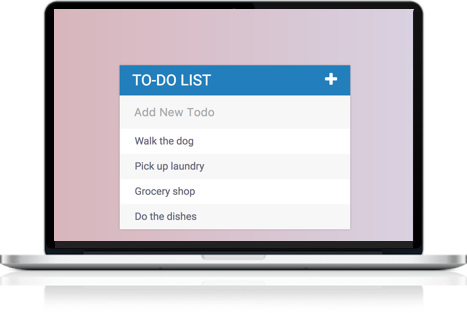 TO-DO LIST
Add New Todo
Walk the dog
Pick up laundry
Grocery shop
Do the dishes